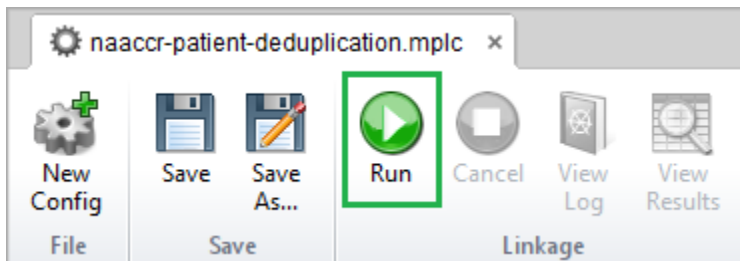 naaccr-patient-deduplication.mplc ×
New
Config
Save
Save
As...
Run
Cancel
View
Log
View
Results
File
Save
Linkage